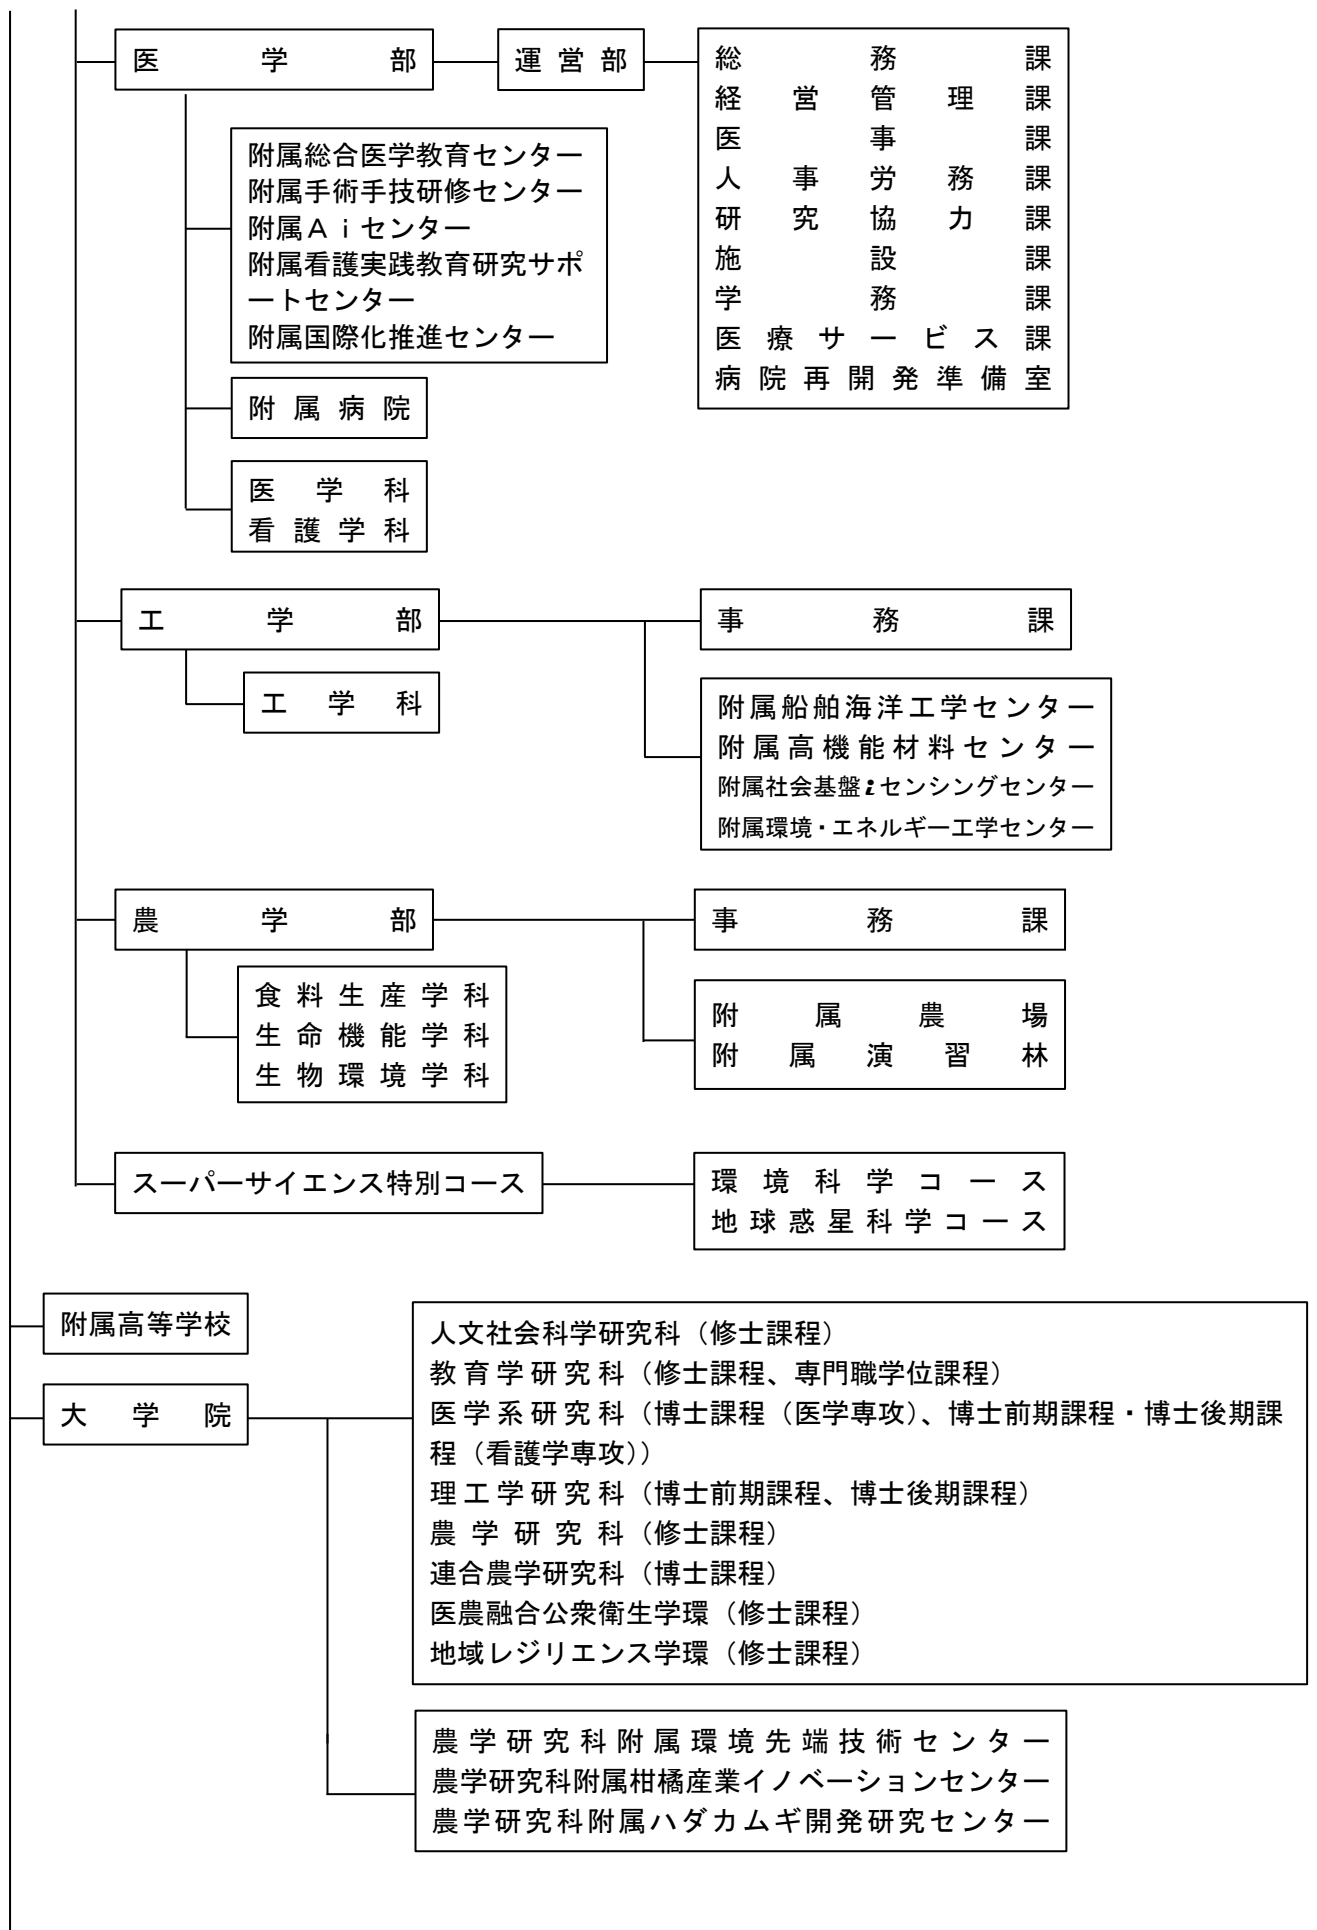 医学部
運営部
総務課
経営管理課
医事課
人事労務課
研究協力課
施設課
学務課
医療サービス課
病院再開発準備室
附属総合医学教育センター
附属手術手技研修センター
附属Ａｉセンター
附属看護実践教育研究サポ
ートセンター
附属国際化推進センター
附属病院
医学科
看護学科
工学部
事務課
工学科
附属船舶海洋工学センター
附属高機能材料センター
附属社会基盤iセンシングセンター
附属環境・エネルギー工学センター
農学部
事務課
食料生産学科
生命機能学科
生物環境学科
附属農場
附属演習林
スーパーサイエンス特別コース
環境科学コース
地球惑星科学コース
附属高等学校
大学院
人文社会科学研究科（修士課程）
教育学研究科（修士課程、専門職学位課程）
医学系研究科（博士課程（医学専攻）、博士前期課程・博士後期課
程（看護学専攻））
理工学研究科（博士前期課程、博士後期課程）
農学研究科（修士課程）
連合農学研究科（博士課程）
医農融合公衆衛生学環（修士課程）
地域レジリエンス学環（修士課程）
農学研究科附属環境先端技術センター
農学研究科附属柑橘産業イノベーションセンター
農学研究科附属ハダカムギ開発研究センター